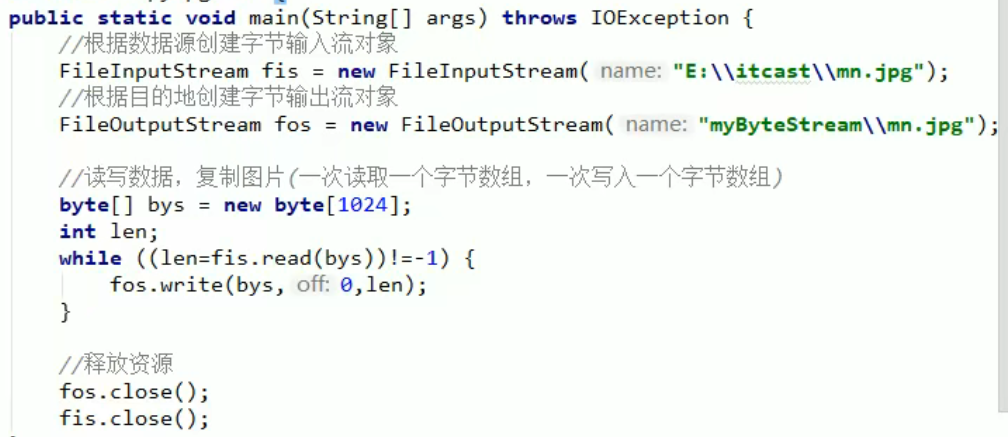 public static void main(String[] args) throws IOException {
//根据数据源创建字节输入流对象
FileInputStream fis = new FileInputStream( name: "E:\\itcast\\mn.jpg");
//根据目的地创建字节输出流对象
FileOutputStream fos = new FileOutputStream( name: "myByteStream\\mn.jpg");
//读写数据，复制图片(一次读取一个字节数组，一次写入一个字节数组)
byte[] bys = new byte[1024];
int len;
while ((len=fis.read(bys))!=-1) {
fos.write(bys, off: 0,len);
}
//释放资源
fos.close();
fis.close();